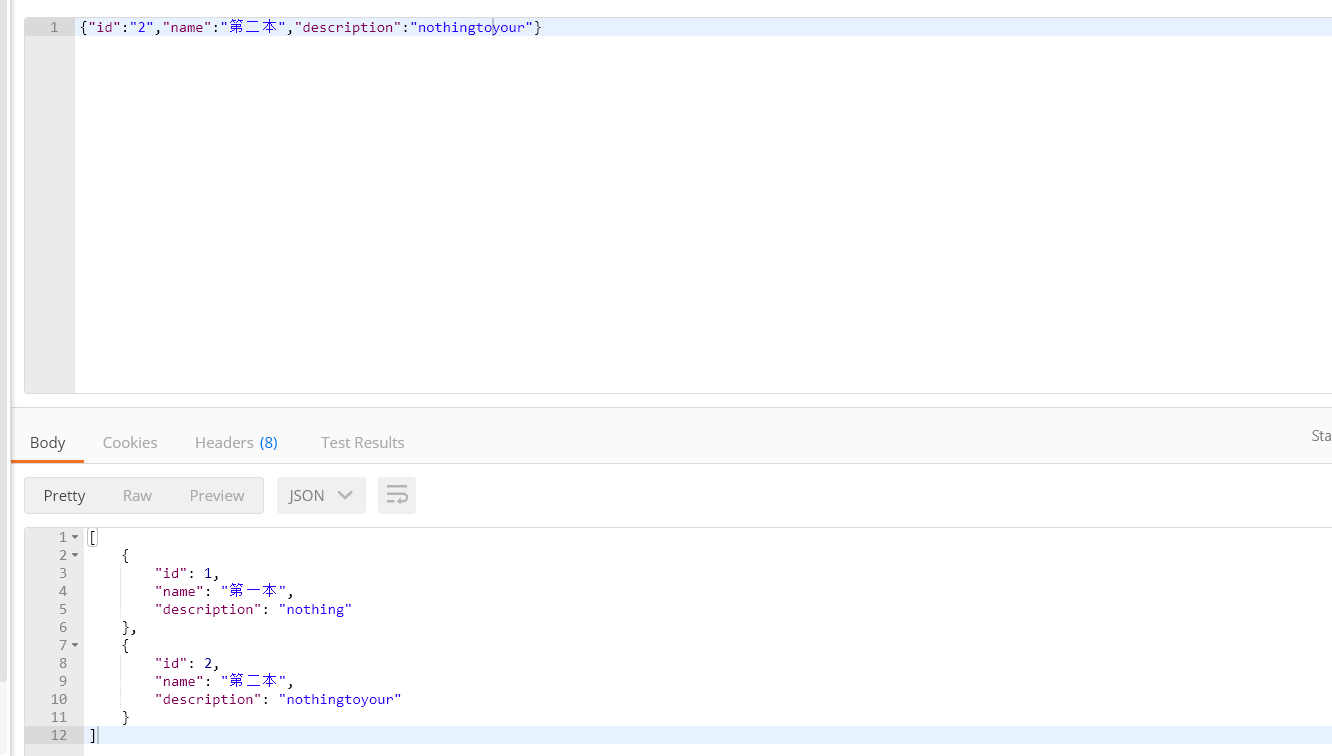 1 {"id":"2","name":"第二本","description":"nothingtoyour"}
Body Cookies Headers (8) Test Results Sta
Pretty Raw Preview JSON
1 [
2 {
3 "id": 1,
4 "name": "第一本",
5 "description": "nothing"
6 },
7 {
8 "id": 2,
9 "name": "第二本",
10 "description": "nothingtoyour"
11 }
12 ]